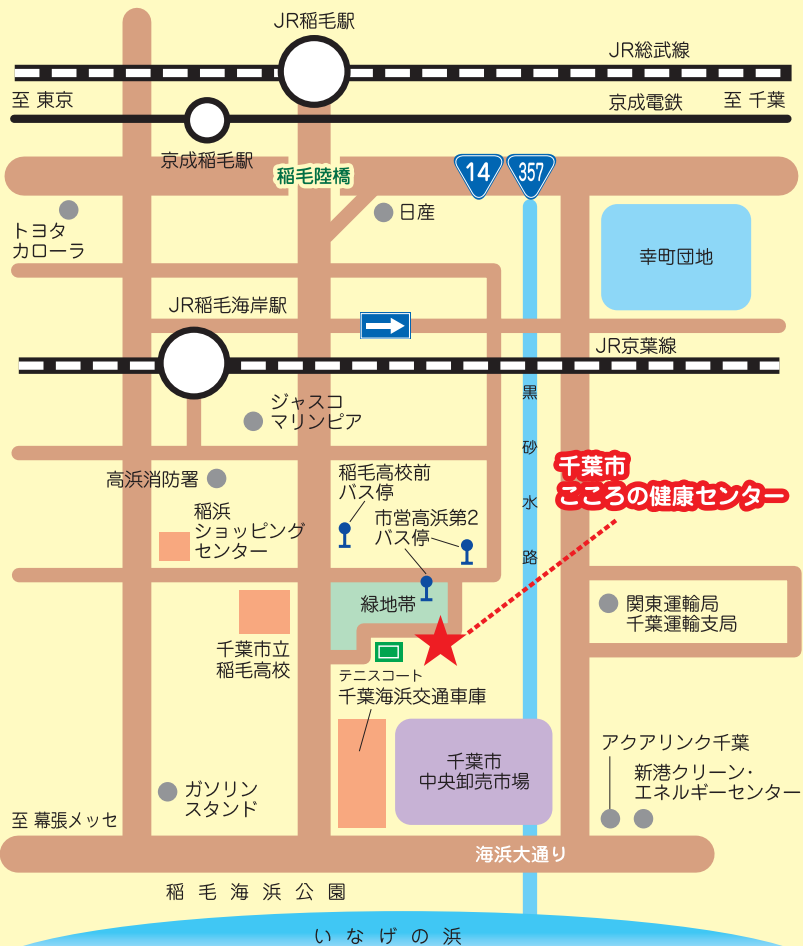 JR稲毛駅
JR総武線
至 東京
京成電鉄
至 千葉
京成稲毛駅
稲毛陸橋
14
357
日産
トヨタ
カローラ
幸町団地
JR稲毛海岸駅
JR京葉線
ジャスコ
マリンピア
黒砂水路
千葉市
こころの健康センター
高浜消防署
稲毛高校前
バス停
稲浜
ショッピング
センター
市営高浜第2
バス停
緑地帯
関東運輸局
千葉運輸支局
千葉市立
稲毛高校
テニスコート
千葉海浜交通車庫
千葉市
中央卸売市場
アクアリンク千葉
新港クリーン・
エネルギーセンター
ガソリン
スタンド
至 幕張メッセ
海浜大通り
稲毛海浜公園
いなげの浜